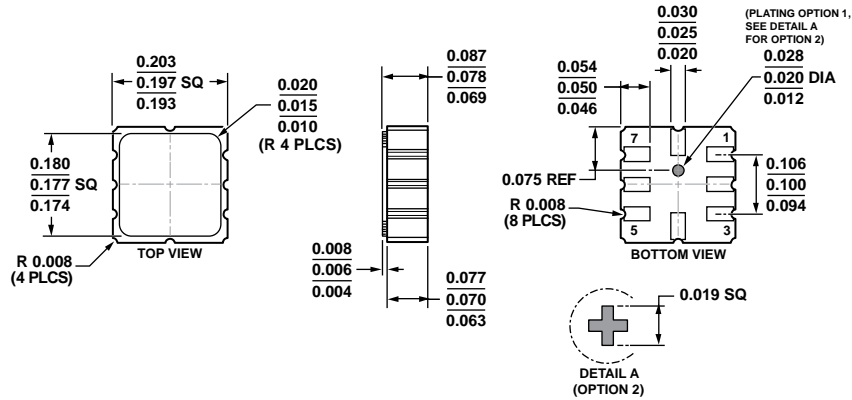 0.203
0.197 SQ
0.193
0.020
0.015
0.010
(R 4 PLCS)
0.180
0.177 SQ
0.174
R 0.008
(4 PLCS)
TOP VIEW
0.087
0.078
0.069
0.008
0.006
0.004
0.077
0.070
0.063
0.030
0.025
0.020
(PLATING OPTION 1,
SEE DETAIL A
FOR OPTION 2)
0.054
0.050
0.046
0.028
0.020 DIA
0.012
7
1
0.075 REF
0.106
0.100
0.094
R 0.008
(8 PLCS)
5
3
BOTTOM VIEW
0.019 SQ
DETAIL A
(OPTION 2)